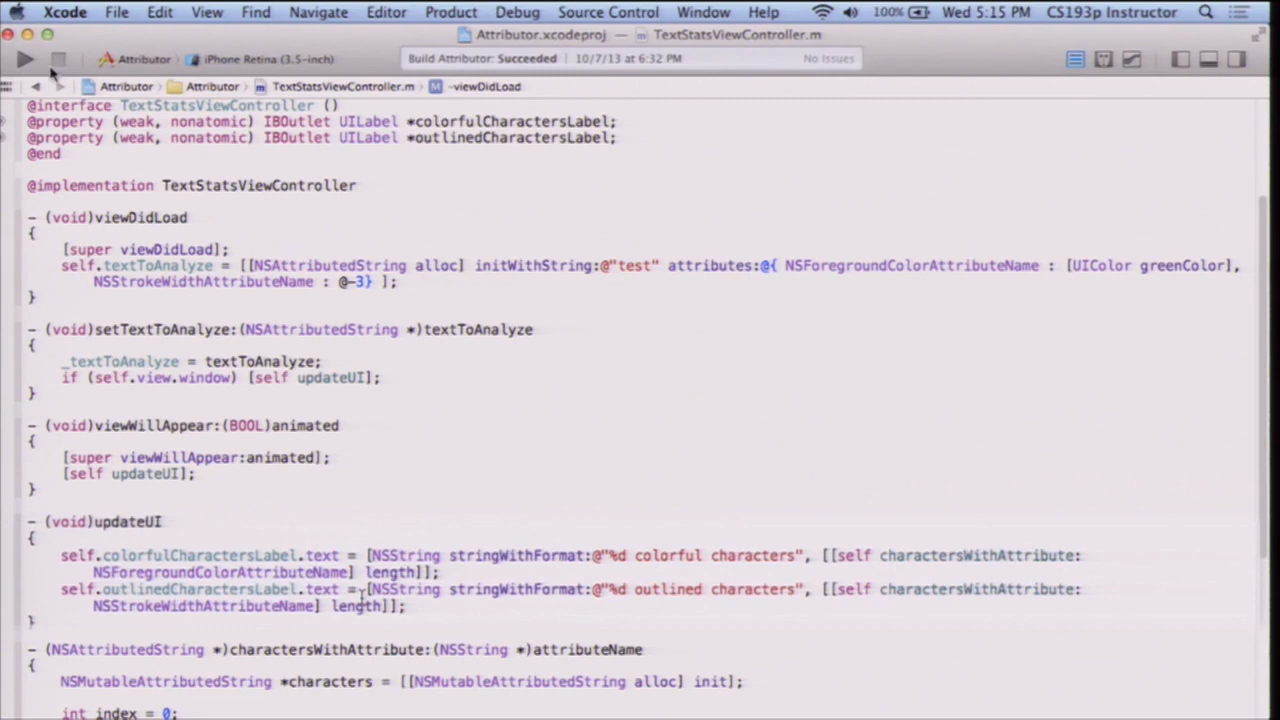 Xcode File Edit View Find Navigate Editor Product Debug Source Control Window Help 100% Wed 5:15 PM CS193p Instructor
Attributor.xcodeproj — TextStatsViewController.m
Attributor iPhone Retina (3.5-inch) Build Attributor: Succeeded 10/7/13 at 6:32 PM No Issues
Attributor Attributor TextStatsViewController.m M -viewDidLoad
@interface TextStatsViewController ()
@property (weak, nonatomic) IBOutlet UILabel *colorfulCharactersLabel;
@property (weak, nonatomic) IBOutlet UILabel *outlinedCharactersLabel;
@end
@implementation TextStatsViewController
- (void)viewDidLoad
{
[super viewDidLoad];
self.textToAnalyze = [[NSAttributedString alloc] initWithString:@"test" attributes:@{ NSForegroundColorAttributeName : [UIColor greenColor],
NSStrokeWidthAttributeName : @-3} ];
}
- (void)setTextToAnalyze:(NSAttributedString *)textToAnalyze
{
_textToAnalyze = textToAnalyze;
if (self.view.window) [self updateUI];
}
- (void)viewWillAppear:(BOOL)animated
{
[super viewWillAppear:animated];
[self updateUI];
}
- (void)updateUI
{
self.colorfulCharactersLabel.text = [NSString stringWithFormat:@"%d colorful characters", [[self charactersWithAttribute:
NSForegroundColorAttributeName] length]];
self.outlinedCharactersLabel.text = [NSString stringWithFormat:@"%d outlined characters", [[self charactersWithAttribute:
NSStrokeWidthAttributeName] length]];
}
- (NSAttributedString *)charactersWithAttribute:(NSString *)attributeName
{
NSMutableAttributedString *characters = [[NSMutableAttributedString alloc] init];
int index = 0;